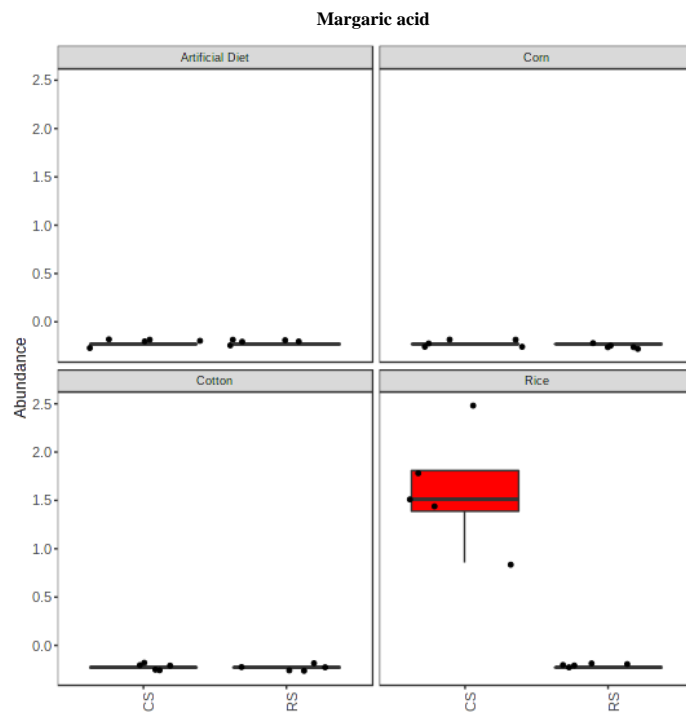 Margaric acid
Artificial Diet
Corn
2.5
2.0
1.5
1.0
0.5
0.0
Abundance
Cotton
Rice
2.5
2.0
1.5
1.0
0.5
0.0
CS
RS
CS
RS